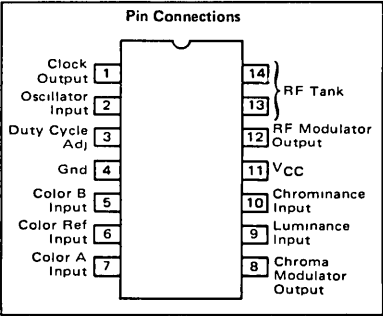 Pin Connections
Clock
Output
1
Oscillator
Input
2
Duty Cycle
Adj
3
Gnd
4
Color B
Input
5
Color Ref
Input
6
Color A
Input
7
14
13
RF Tank
12
RF Modulator
Output
11
VCC
10
Chrominance
Input
9
Luminance
Input
8
Chroma
Modulator
Output